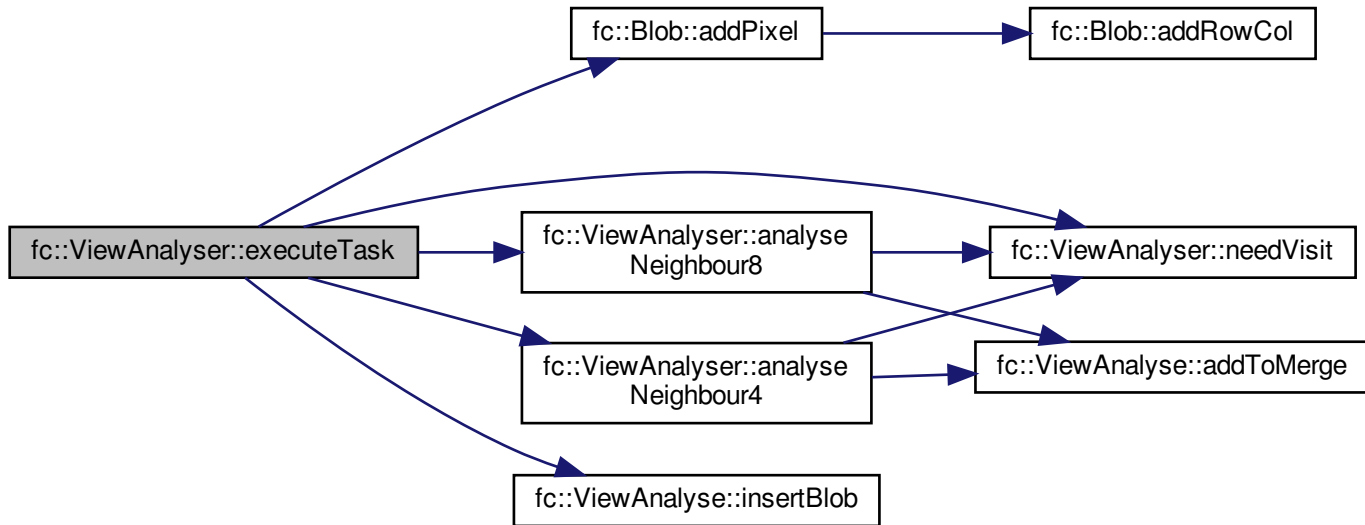 fc::Blob::addPixel
fc::Blob::addRowCol
fc::ViewAnalyser::executeTask
fc::ViewAnalyser::analyse
Neighbour8
fc::ViewAnalyser::needVisit
fc::ViewAnalyser::analyse
Neighbour4
fc::ViewAnalyse::addToMerge
fc::ViewAnalyse::insertBlob